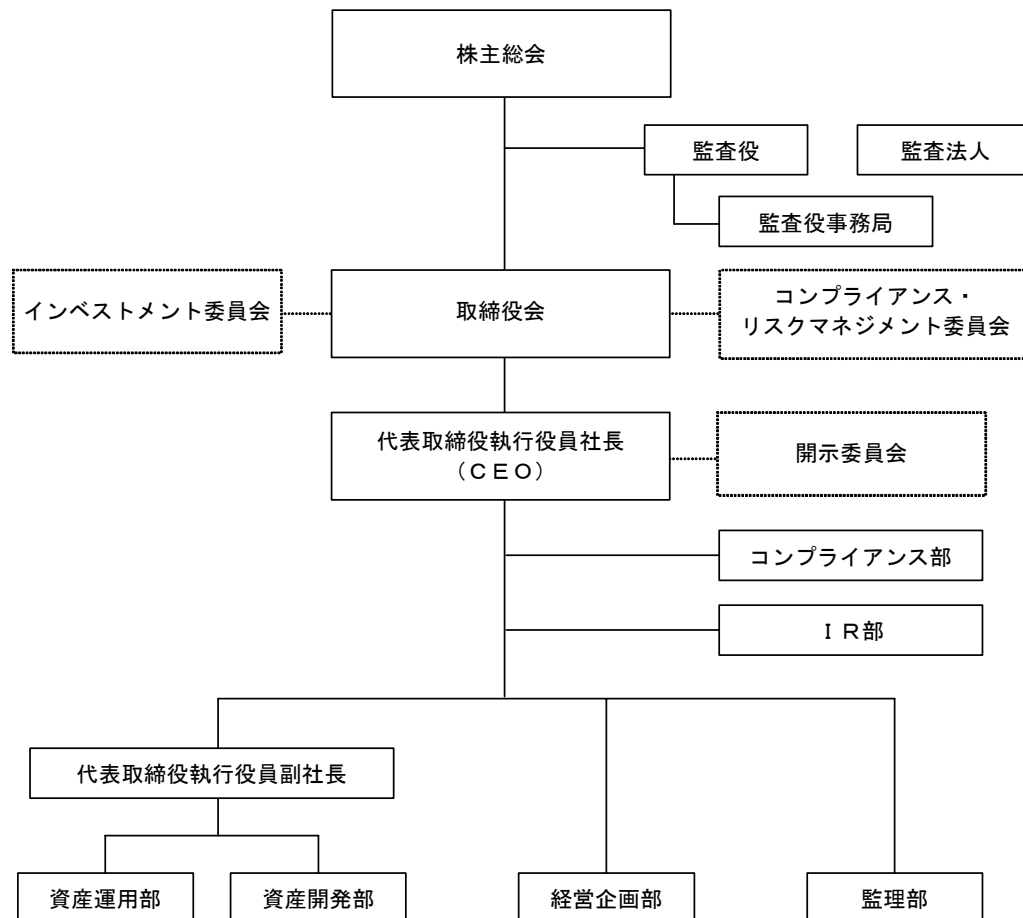 株主総会
監査役
監査法人
監査役事務局
インベストメント委員会
取締役会
コンプライアンス・
リスクマネジメント委員会
代表取締役執行役員社長
（ＣＥＯ）
開示委員会
コンプライアンス部
ＩＲ部
代表取締役執行役員副社長
資産運用部
資産開発部
経営企画部
監理部